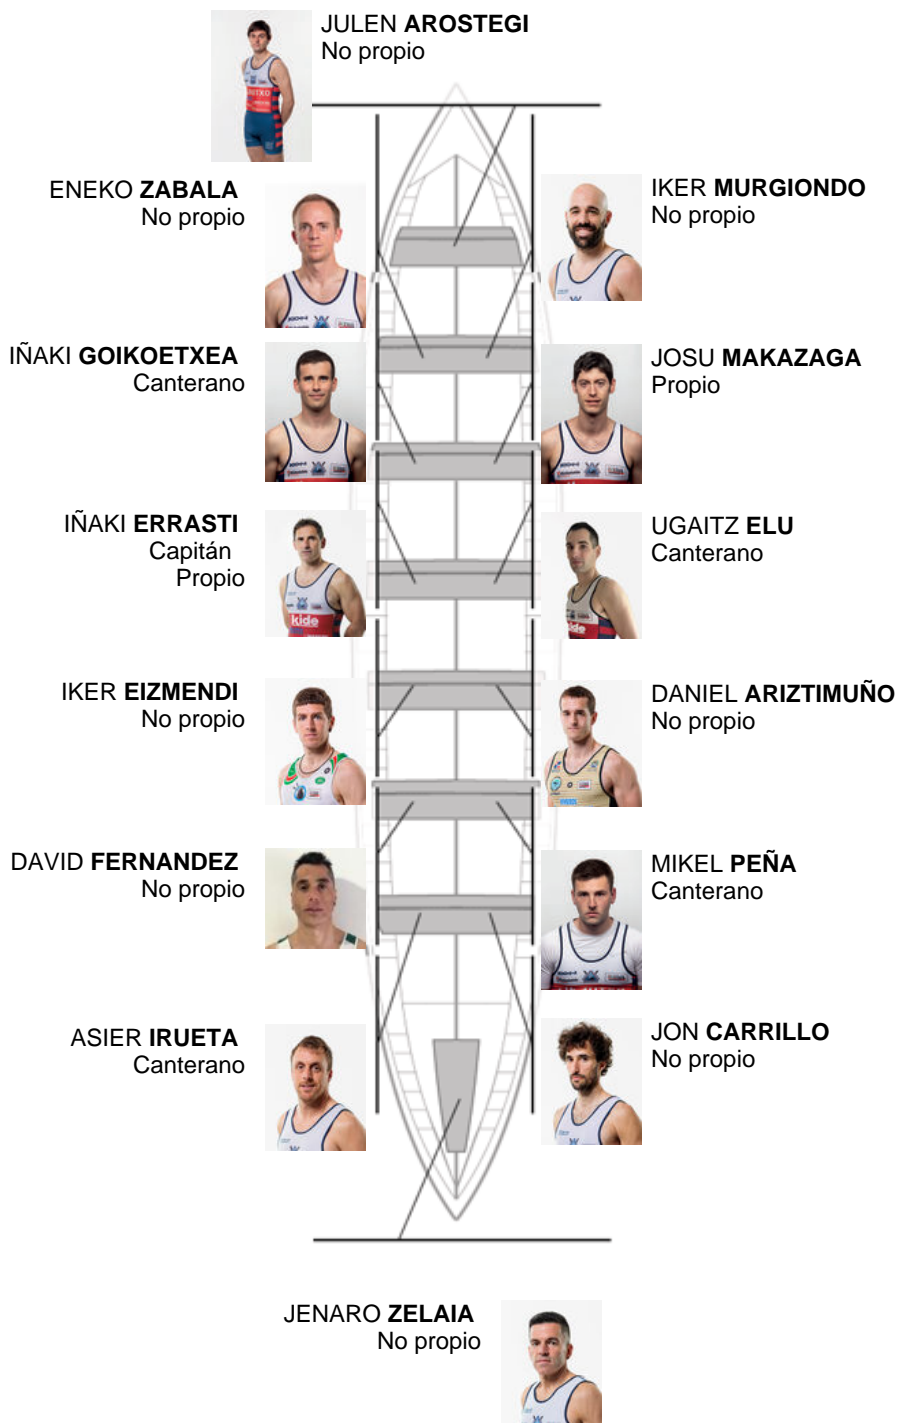 JULEN AROSTEGI
No propio
ENEKO ZABALA
No propio
IKER MURGIONDO
No propio
IÑAKI GOIKOETXEA
Canterano
JOSU MAKAZAGA
Propio
IÑAKI ERRASTI
Capitán
Propio
UGAITZ ELU
Canterano
kide
kide
IKER EIZMENDI
No propio
DANIEL ARIZTIMUÑO
No propio
DAVID FERNANDEZ
No propio
MIKEL PEÑA
Canterano
ASIER IRUETA
Canterano
JON CARRILLO
No propio
JENARO ZELAIA
No propio